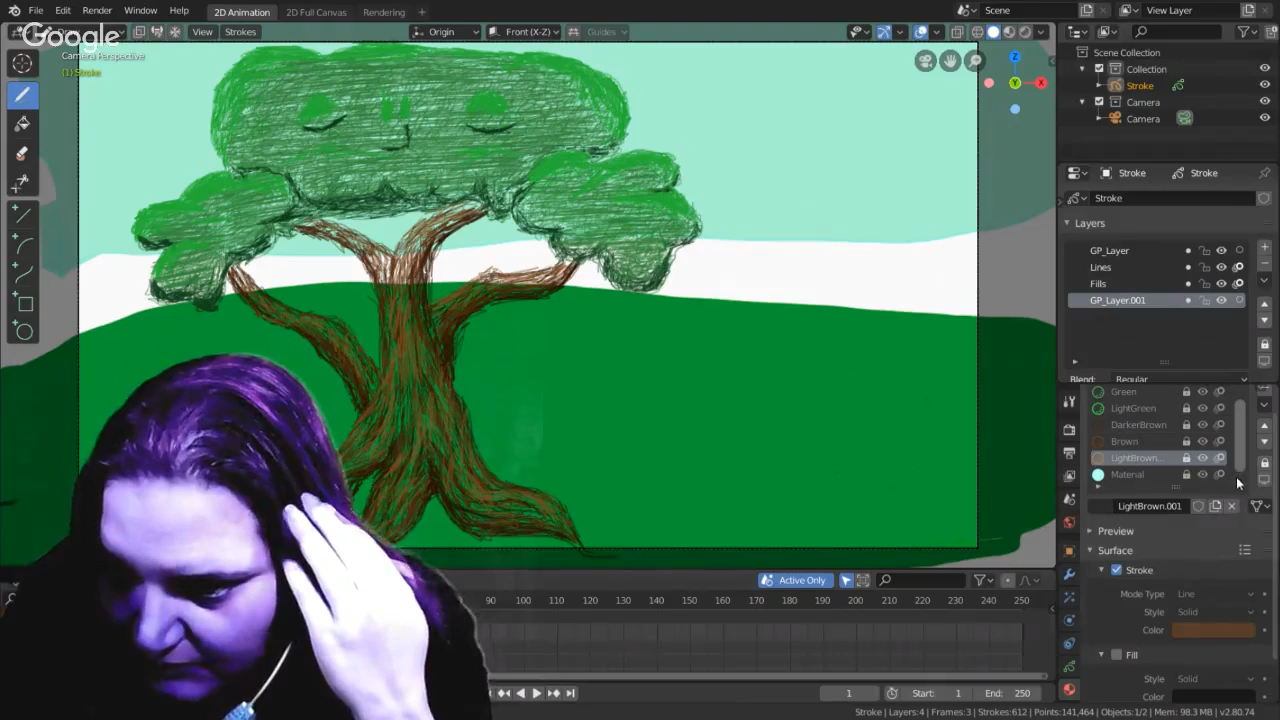 File Edit Render Window Help 2D Animation 2D Full Canvas Rendering + Scene View Layer
Google View Strokes Origin Front (X-Z) Guides
Camera Perspective
(1) Stroke
Z
Y
X
Scene Collection
Collection
Stroke
Camera
Camera
Stroke Stroke
Stroke
Layers
GP_Layer
Lines
Fills
GP_Layer.001
Blend: Regular
Green
LightGreen
DarkerBrown
Brown
LightBrown...
Material
LightBrown.001
Preview
Surface
Stroke
Mode Type Line
Style Solid
Color
Fill
Style Solid
Color
Active Only
90 100 110 120 130 140 150 160 170 180 190 200 210 220 230 240 250
1 Start: 1 End: 250
Stroke | Layers:4 | Frames:3 | Strokes:612 | Points:141,464 | Objects:1/2 | Mem: 98.3 MB | v2.80.74